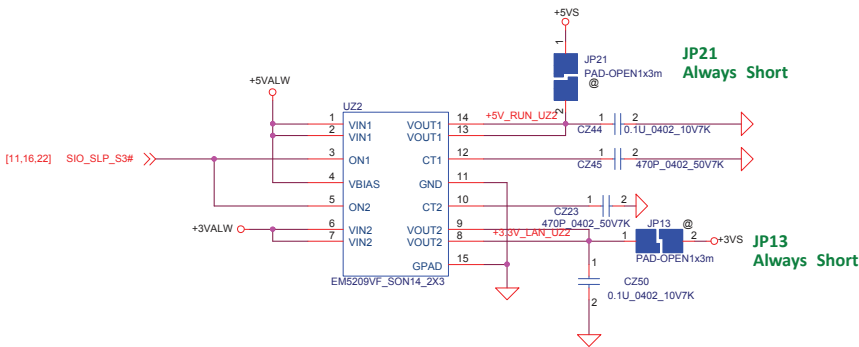 +5VS
1
JP21
PAD-OPEN1x3m
@
2
JP21
Always Short
+5VALW
UZ2
1 VIN1
2 VIN1
3 ON1
4 VBIAS
5 ON2
6 VIN2
7 VIN2
VOUT1 14
VOUT1 13
CT1 12
GND 11
CT2 10
VOUT2 9
VOUT2 8
GPAD 15
EM5209VF_SON14_2X3
[11,16,22] SIO_SLP_S3#
+3VALW
+5V_RUN_UZ2
1 2
CZ44 0.1U_0402_10V7K
1 2
CZ45 470P_0402_50V7K
1 2
CZ23
470P_0402_50V7K
+3.3V_LAN_UZ2
JP13 @
1 2
+3VS
PAD-OPEN1x3m
JP13
Always Short
1
CZ50
0.1U_0402_10V7K
2